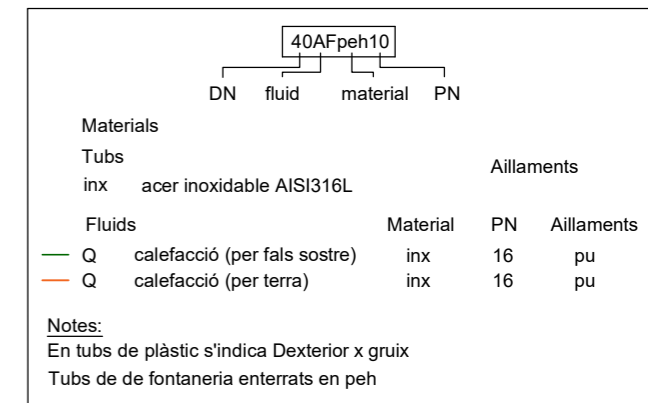 40AFpeh10
DN fluid material PN
Materials
Tubs
Aillaments
inx acer inoxidable AISI316L
Fluids Material PN Aillaments
Q calefacció (per fals sostre) inx 16 pu
Q calefacció (per terra) inx 16 pu
Notes:
En tubs de plàstic s'indica Dexterior x gruix
Tubs de de fontaneria enterrats en peh